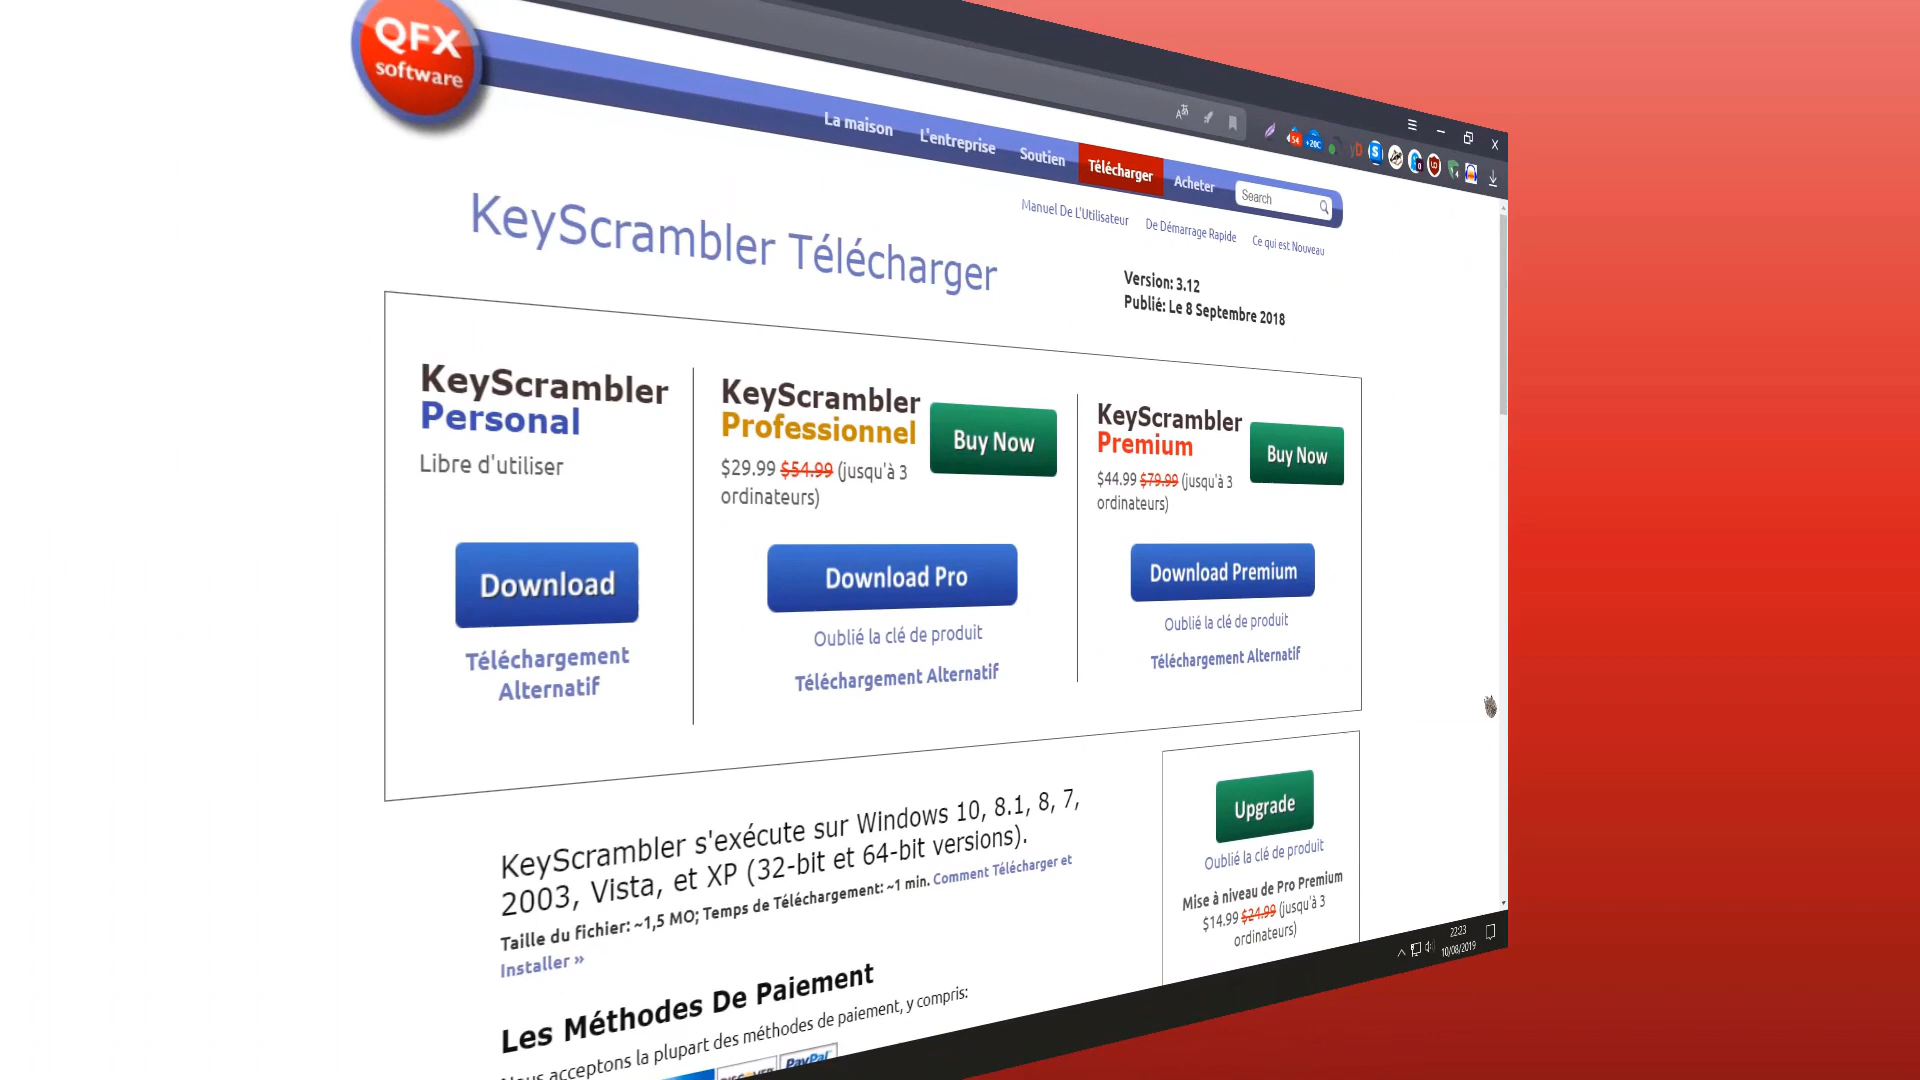 QFX
software
La maison
L'entreprise
Soutien
Télécharger
Acheter
Search
Manuel De L'Utilisateur
De Démarrage Rapide
Ce qui est Nouveau
KeyScrambler Télécharger
Version: 3.12
Publié: Le 8 Septembre 2018
KeyScrambler
Personal
Libre d'utiliser
Download
Téléchargement
Alternatif
KeyScrambler
Professionnel
Buy Now
$29.99 $54.99 (jusqu'à 3
ordinateurs)
Download Pro
Oublié la clé de produit
Téléchargement Alternatif
KeyScrambler
Premium
Buy Now
$44.99 $79.99 (jusqu'à 3
ordinateurs)
Download Premium
Oublié la clé de produit
Téléchargement Alternatif
KeyScrambler s'exécute sur Windows 10, 8.1, 8, 7,
2003, Vista, et XP (32-bit et 64-bit versions).
Taille du fichier: ~1,5 MO; Temps de Téléchargement: ~1 min. Comment Télécharger et
Installer »
Upgrade
Oublié la clé de produit
Mise à niveau de Pro Premium
$14.99 $24.99 (jusqu'à 3
ordinateurs)
Les Méthodes De Paiement
Nous acceptons la plupart des méthodes de paiement, y compris:
DISCOVER
PayPal
22:23
10/08/2019